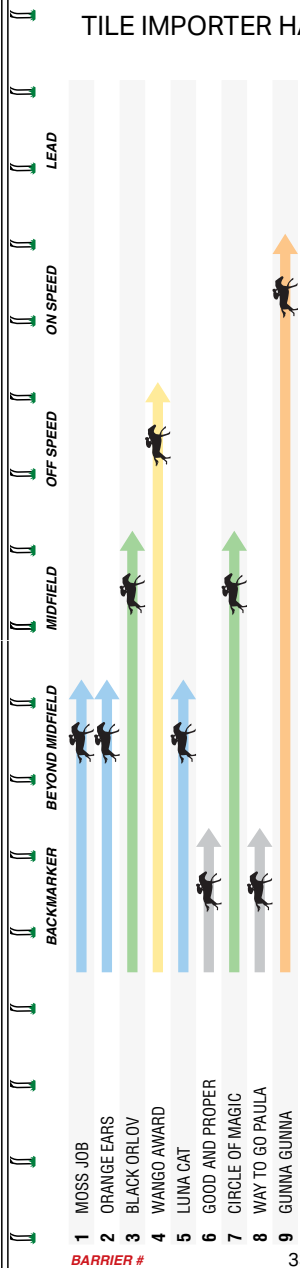 TILE IMPORTER HA
LEAD
ON SPEED
OFF SPEED
MIDFIELD
BEYOND MIDFIELD
BACKMARKER
1 MOSS JOB
2 ORANGE EARS
3 BLACK ORLOV
4 WANGO AWARD
5 LUNA CAT
6 GOOD AND PROPER
7 CIRCLE OF MAGIC
8 WAY TO GO PAULA
9 GUNNA GUNNA
BARRIER #
3